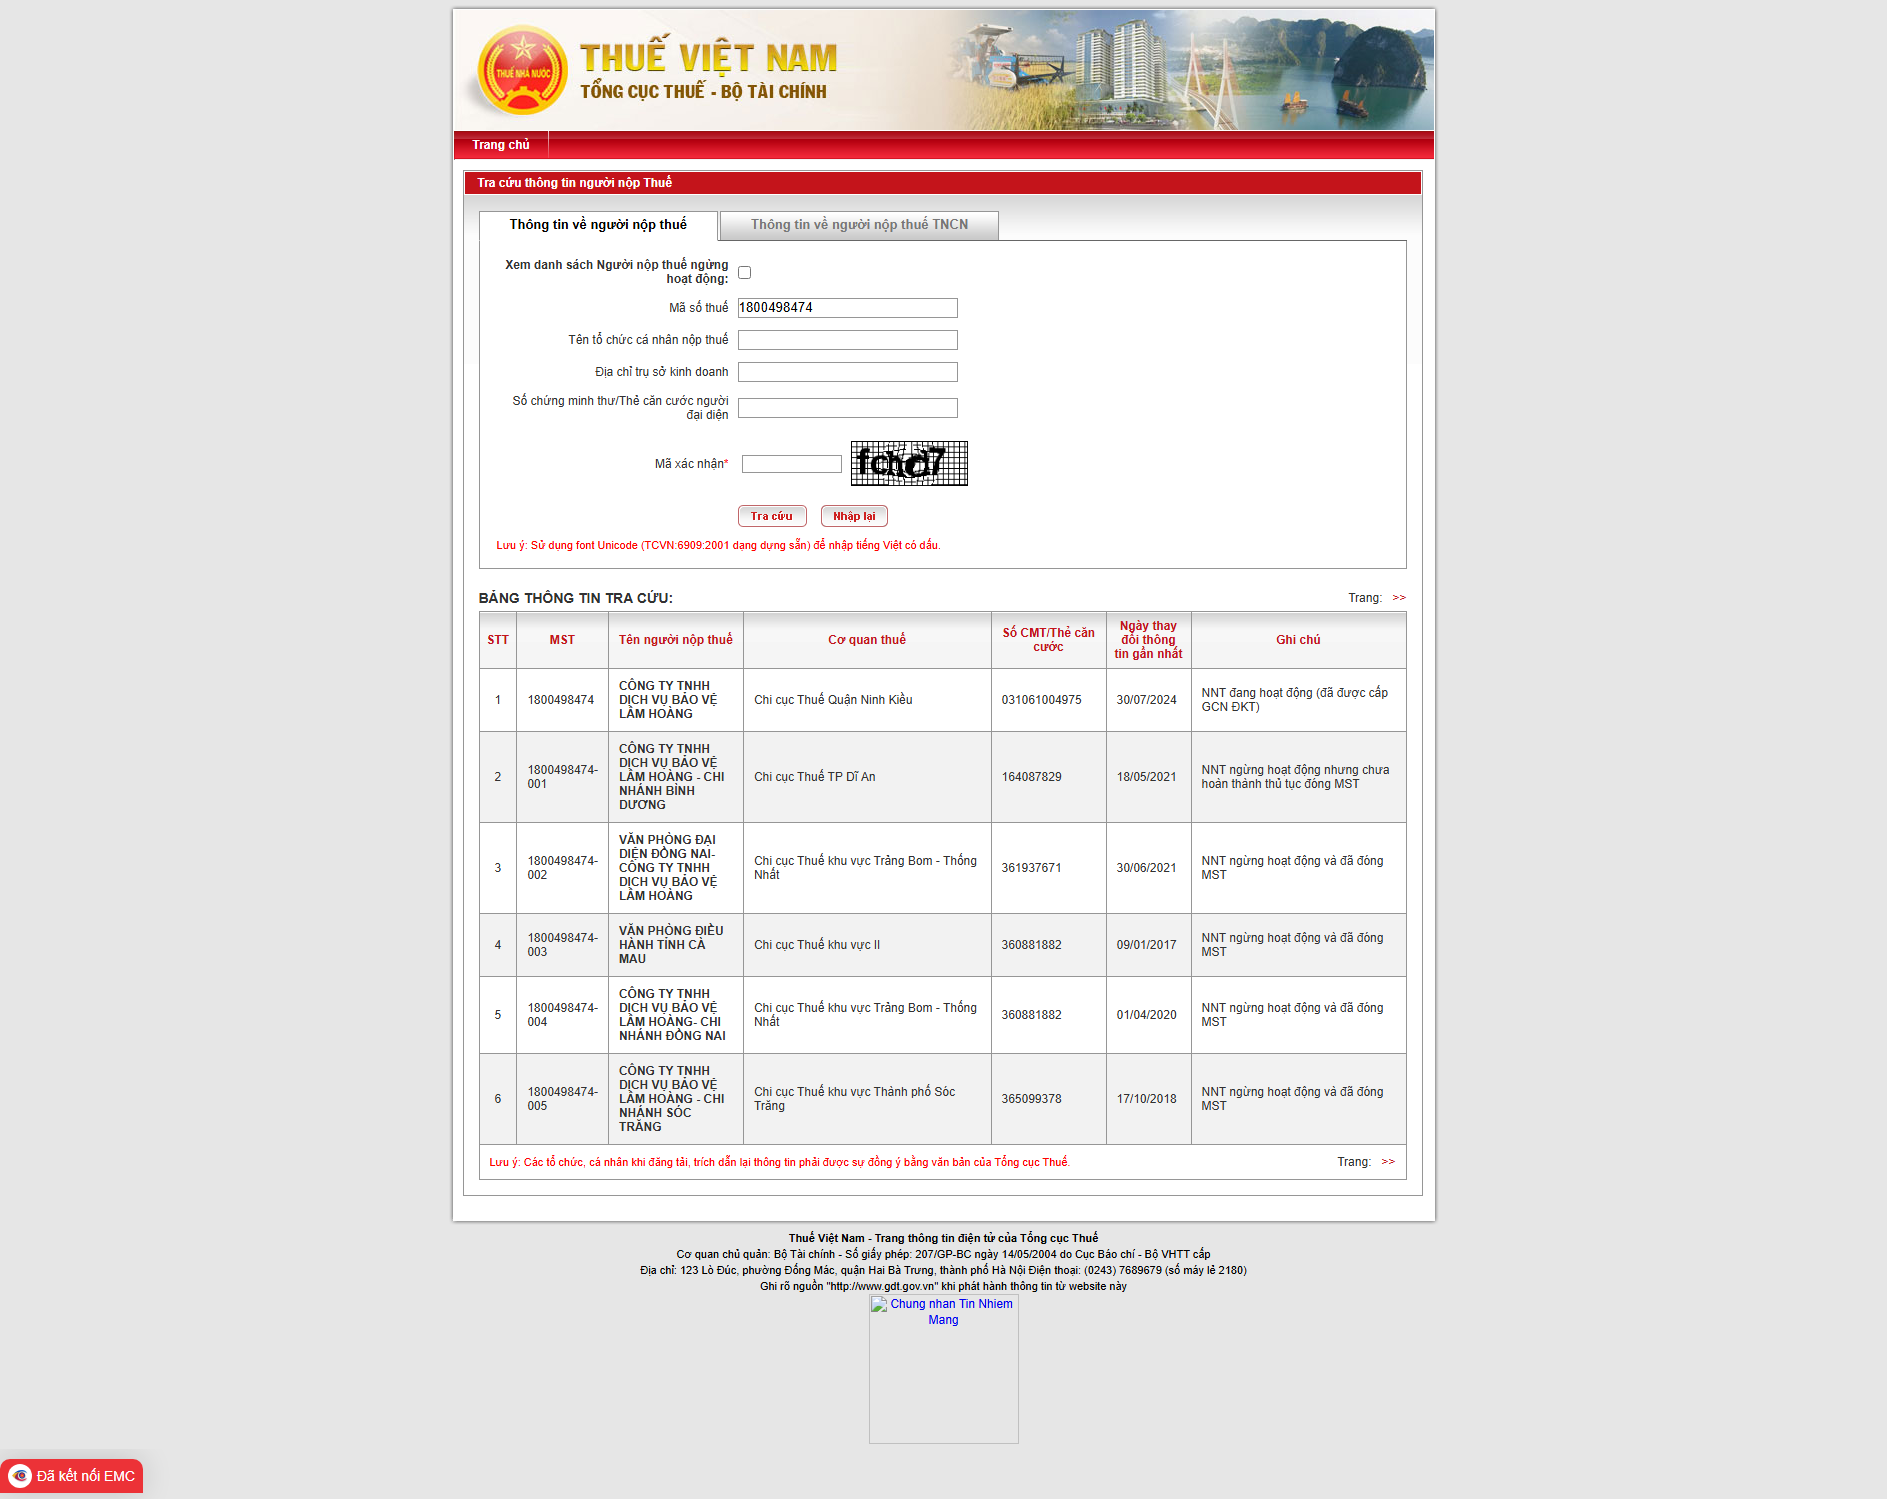 THUẾ NHÀ NƯỚC
THUẾ VIỆT NAM
TỔNG CỤC THUẾ - BỘ TÀI CHÍNH
Trang chủ
Tra cứu thông tin người nộp Thuế
Thông tin về người nộp thuế
Thông tin về người nộp thuế TNCN
Xem danh sách Người nộp thuế ngừng
hoạt động:
Mã số thuế 1800498474
Tên tổ chức cá nhân nộp thuế
Địa chỉ trụ sở kinh doanh
Số chứng minh thư/Thẻ căn cước người
đại diện
Mã xác nhận*
Tra cứu Nhập lại
Lưu ý: Sử dụng font Unicode (TCVN:6909:2001 dạng dựng sẵn) để nhập tiếng Việt có dấu.
BẢNG THÔNG TIN TRA CỨU: Trang: >>
STT MST Tên người nộp thuế Cơ quan thuế Số CMT/Thẻ căn cước Ngày thay đổi thông tin gần nhất Ghi chú
1 1800498474 CÔNG TY TNHH DỊCH VỤ BẢO VỆ LÂM HOÀNG Chi cục Thuế Quận Ninh Kiều 031061004975 30/07/2024 NNT đang hoạt động (đã được cấp GCN ĐKT)
2 1800498474-001 CÔNG TY TNHH DỊCH VỤ BẢO VỆ LÂM HOÀNG - CHI NHÁNH BÌNH DƯƠNG Chi cục Thuế TP Dĩ An 164087829 18/05/2021 NNT ngừng hoạt động nhưng chưa hoàn thành thủ tục đóng MST
3 1800498474-002 VĂN PHÒNG ĐẠI DIỆN ĐỒNG NAI- CÔNG TY TNHH DỊCH VỤ BẢO VỆ LÂM HOÀNG Chi cục Thuế khu vực Trảng Bom - Thống Nhất 361937671 30/06/2021 NNT ngừng hoạt động và đã đóng MST
4 1800498474-003 VĂN PHÒNG ĐIỀU HÀNH TỈNH CÀ MAU Chi cục Thuế khu vực II 360881882 09/01/2017 NNT ngừng hoạt động và đã đóng MST
5 1800498474-004 CÔNG TY TNHH DỊCH VỤ BẢO VỆ LÂM HOÀNG- CHI NHÁNH ĐỒNG NAI Chi cục Thuế khu vực Trảng Bom - Thống Nhất 360881882 01/04/2020 NNT ngừng hoạt động và đã đóng MST
6 1800498474-005 CÔNG TY TNHH DỊCH VỤ BẢO VỆ LÂM HOÀNG - CHI NHÁNH SÓC TRĂNG Chi cục Thuế khu vực Thành phố Sóc Trăng 365099378 17/10/2018 NNT ngừng hoạt động và đã đóng MST
Lưu ý: Các tổ chức, cá nhân khi đăng tải, trích dẫn lại thông tin phải được sự đồng ý bằng văn bản của Tổng cục Thuế. Trang: >>
Thuế Việt Nam - Trang thông tin điện tử của Tổng cục Thuế
Cơ quan chủ quản: Bộ Tài chính - Số giấy phép: 207/GP-BC ngày 14/05/2004 do Cục Báo chí - Bộ VHTT cấp
Địa chỉ: 123 Lò Đúc, phường Đống Mác, quận Hai Bà Trưng, thành phố Hà Nội Điện thoại: (0243) 7689679 (số máy lẻ 2180)
Ghi rõ nguồn "http://www.gdt.gov.vn" khi phát hành thông tin từ website này
Chung nhan Tin Nhiem
Mang
Đã kết nối EMC